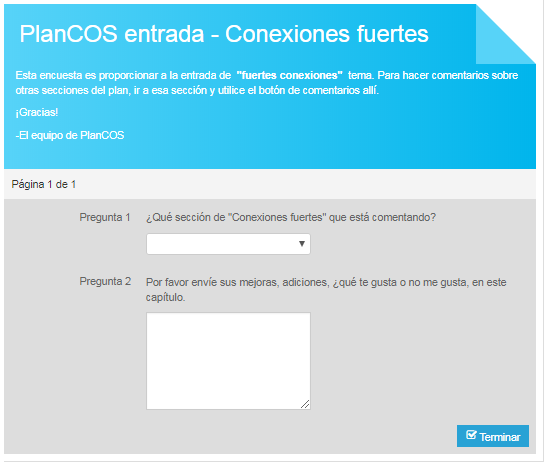 PlanCOS entrada - Conexiones fuertes
Esta encuesta es proporcionar a la entrada de "fuertes conexiones" tema. Para hacer comentarios sobre
otras secciones del plan, ir a esa sección y utilice el botón de comentarios allí.
¡Gracias!
-El equipo de PlanCOS
Página 1 de 1
Pregunta 1 ¿Qué sección de "Conexiones fuertes" que está comentando?
Pregunta 2 Por favor envíe sus mejoras, adiciones, ¿qué te gusta o no me gusta, en este
capítulo.
Terminar